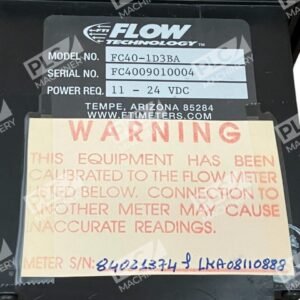 FTI FLOW
TECHNOLOGY™
MODEL NO. FC40-1D3BA
SERIAL NO. FC4009010004
POWER REQ. 11 - 24 VDC
TEMPE, ARIZONA 85284
WWW.FTIMETERS.COM
WARNING
THIS EQUIPMENT HAS BEEN
CALIBRATED TO THE FLOW METER
LISTED BELOW. CONNECTION TO
ANOTHER METER MAY CAUSE
INACCURATE READINGS.
METER S/N: 84031374 & LKA08110888